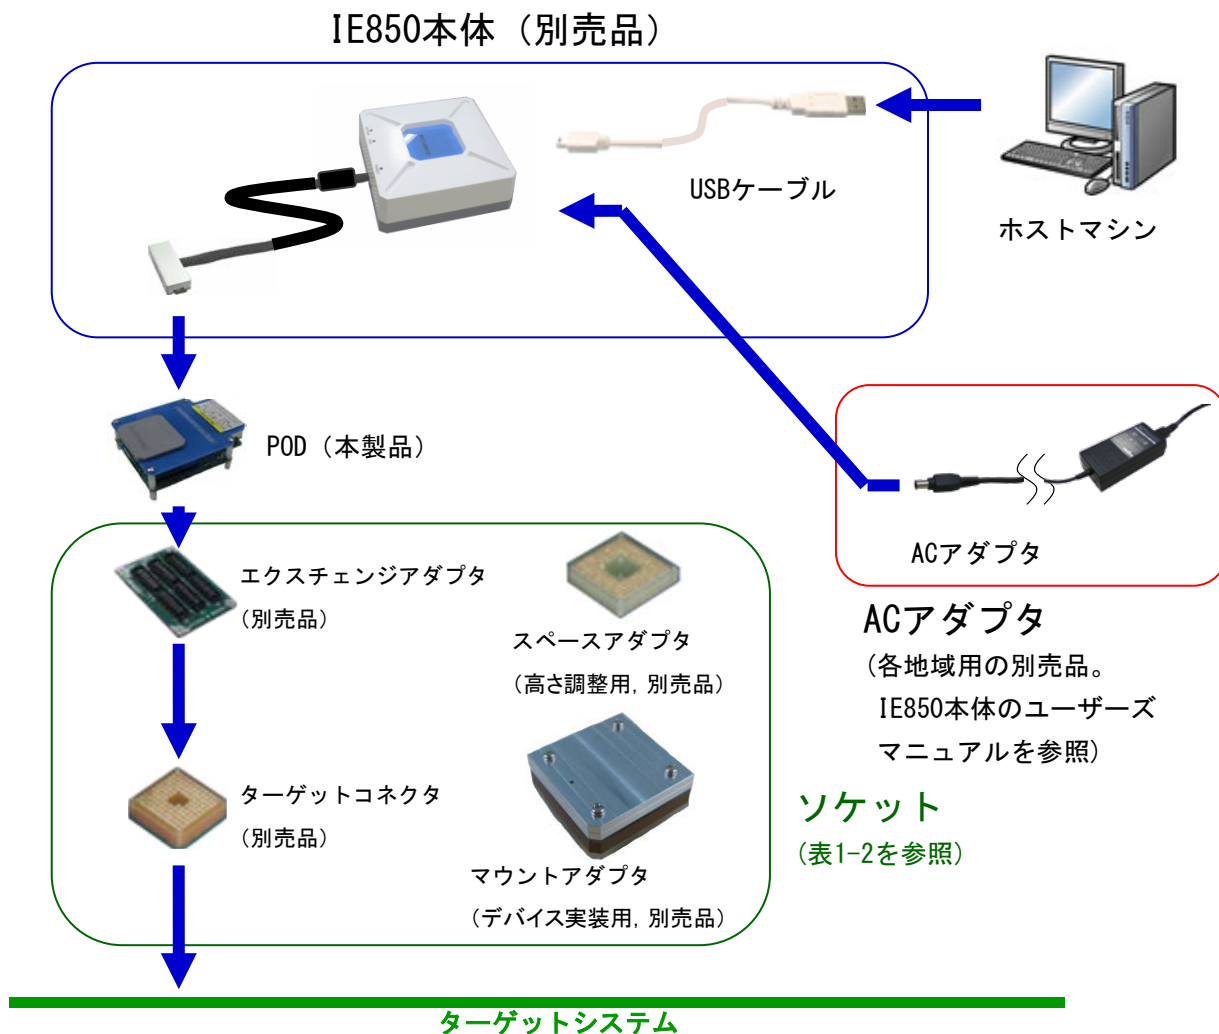 IE850本体（別売品）
USBケーブル
ホストマシン
POD（本製品）
ACアダプタ
ACアダプタ
（各地域用の別売品。
IE850本体のユーザーズ
マニュアルを参照）
エクスチェンジアダプタ
（別売品）
スペースアダプタ
（高さ調整用，別売品）
ターゲットコネクタ
（別売品）
マウントアダプタ
（デバイス実装用，別売品）
ソケット
（表1-2を参照）
ターゲットシステム